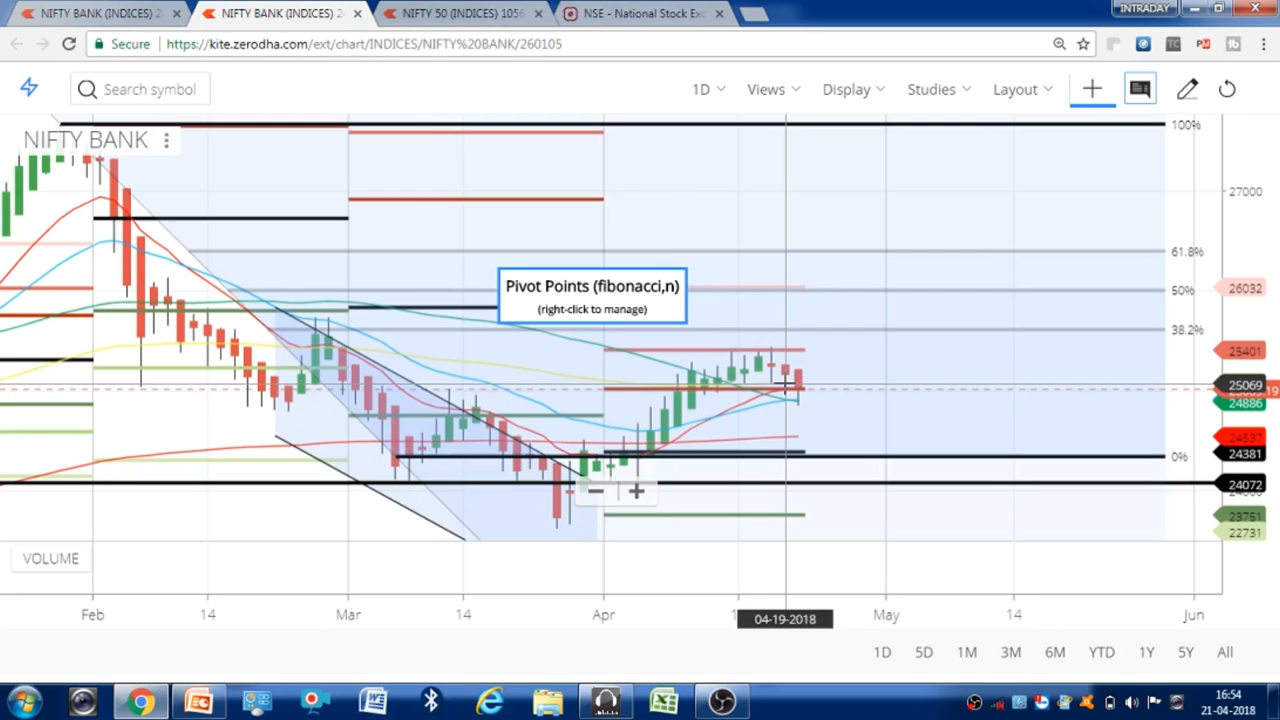 NIFTY BANK (INDICES) 2
NIFTY BANK (INDICES) 2
NIFTY 50 (INDICES) 1056
NSE - National Stock Exc
INTRADAY
Secure
https://kite.zerodha.com/ext/chart/INDICES/NIFTY%20BANK/260105
Search symbol
1D
Views
Display
Studies
Layout
NIFTY BANK
100%
27000
61.8%
Pivot Points (fibonacci,n)
(right-click to manage)
50%
26032
38.2%
25401
25069
24886
24537
24381
0%
24072
23751
22731
VOLUME
Feb
14
Mar
14
Apr
04-19-2018
May
14
Jun
1D
5D
1M
3M
6M
YTD
1Y
5Y
All
16:54
21-04-2018